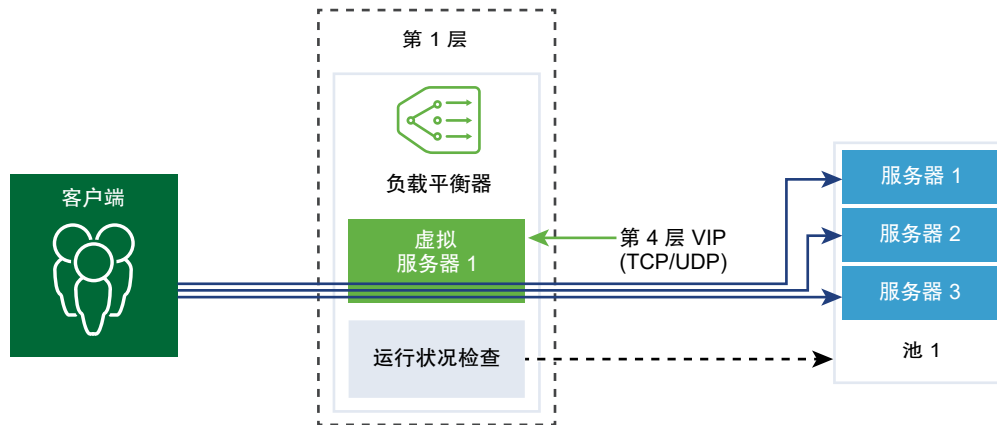 第 1 层
负载平衡器
客户端
虚拟
服务器 1
第 4 层 VIP
(TCP/UDP)
运行状况检查
服务器 1
服务器 2
服务器 3
池 1